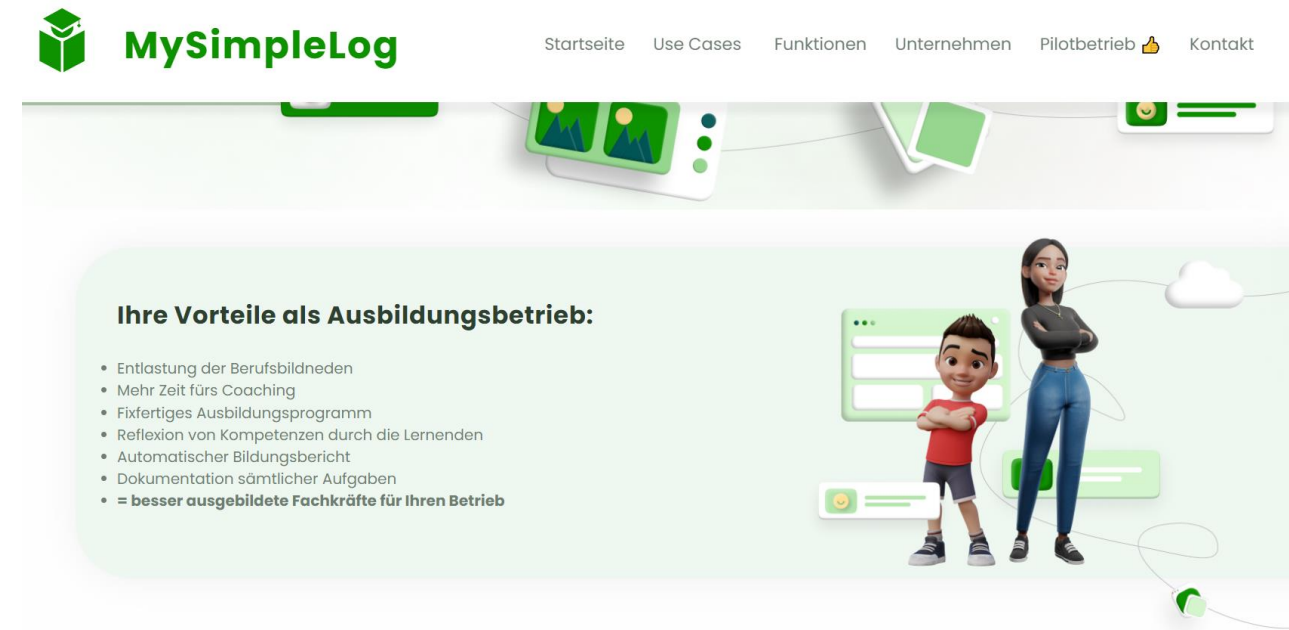 MySimpleLog
Startseite Use Cases Funktionen Unternehmen Pilotbetrieb 👍 Kontakt
Ihre Vorteile als Ausbildungsbetrieb:
• Entlastung der Berufsbildneden
• Mehr Zeit fürs Coaching
• Fixfertiges Ausbildungsprogramm
• Reflexion von Kompetenzen durch die Lernenden
• Automatischer Bildungsbericht
• Dokumentation sämtlicher Aufgaben
• = besser ausgebildete Fachkräfte für Ihren Betrieb